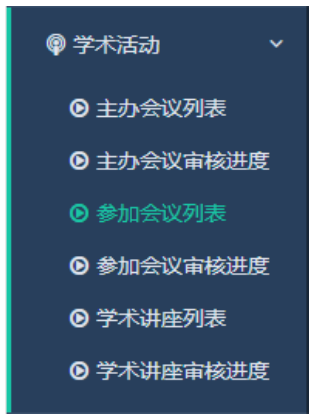 学术活动
主办会议列表
主办会议审核进度
参加会议列表
参加会议审核进度
学术讲座列表
学术讲座审核进度